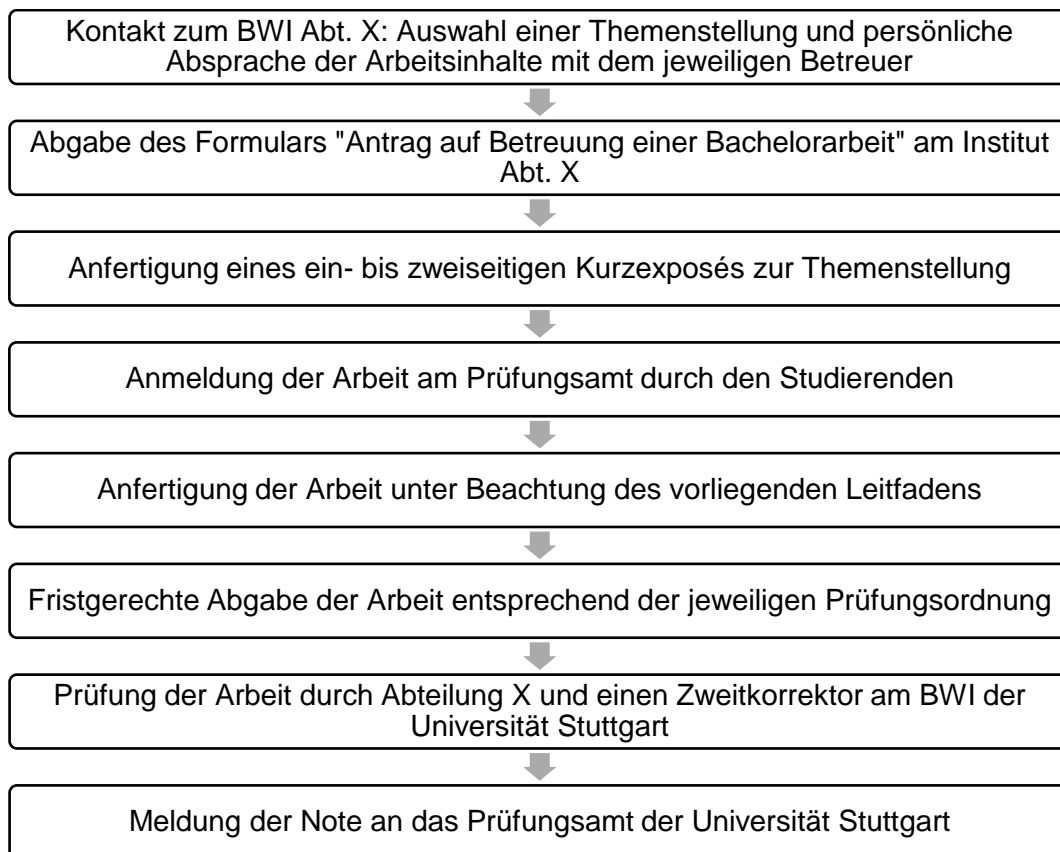 Kontakt zum BWI Abt. X: Auswahl einer Themenstellung und persönliche
Absprache der Arbeitsinhalte mit dem jeweiligen Betreuer
Abgabe des Formulars "Antrag auf Betreuung einer Bachelorarbeit" am Institut
Abt. X
Anfertigung eines ein- bis zweiseitigen Kurzexposés zur Themenstellung
Anmeldung der Arbeit am Prüfungsamt durch den Studierenden
Anfertigung der Arbeit unter Beachtung des vorliegenden Leitfadens
Fristgerechte Abgabe der Arbeit entsprechend der jeweiligen Prüfungsordnung
Prüfung der Arbeit durch Abteilung X und einen Zweitkorrektor am BWI der
Universität Stuttgart
Meldung der Note an das Prüfungsamt der Universität Stuttgart